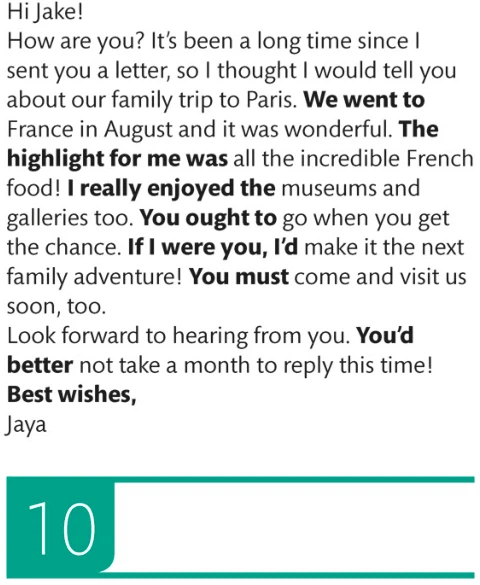 Hi Jake!
How are you? It's been a long time since I
sent you a letter, so I thought I would tell you
about our family trip to Paris. We went to
France in August and it was wonderful. The
highlight for me was all the incredible French
food! I really enjoyed the museums and
galleries too. You ought to go when you get
the chance. If I were you, I'd make it the next
family adventure! You must come and visit us
soon, too.
Look forward to hearing from you. You'd
better not take a month to reply this time!
Best wishes,
Jaya
10